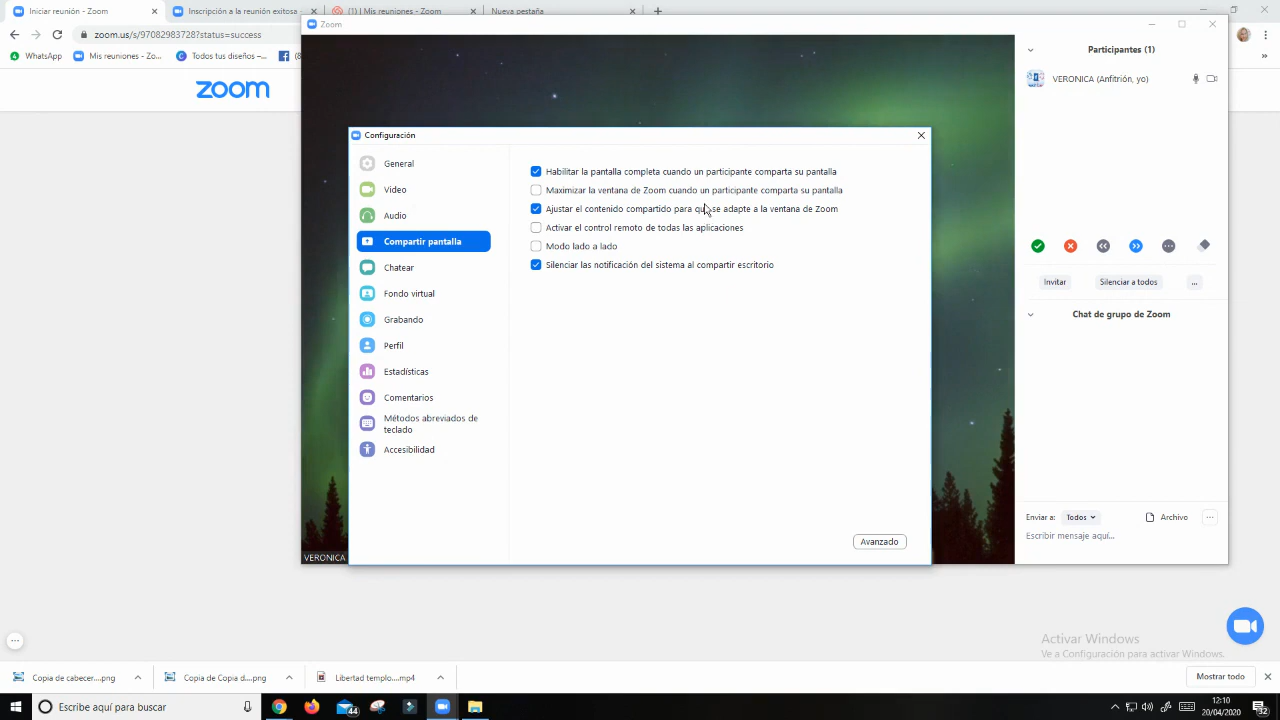 Iniciar reunión - Zoom
Inscripción a la reunión exitosa
(1) | Mis reuniones - Zoom
Nueva pestaña
zoom.us/s/97082983728?status=success
WhatsApp
Mis reuniones - Zo...
Todos tus diseños –...
(8
zoom
Zoom
Participantes (1)
VERONICA (Anfitrión, yo)
Configuración
General
Video
Audio
Compartir pantalla
Chatear
Fondo virtual
Grabando
Perfil
Estadísticas
Comentarios
Métodos abreviados de
teclado
Accesibilidad
Habilitar la pantalla completa cuando un participante comparta su pantalla
Maximizar la ventana de Zoom cuando un participante comparta su pantalla
Ajustar el contenido compartido para que se adapte a la ventana de Zoom
Activar el control remoto de todas las aplicaciones
Modo lado a lado
Silenciar las notificación del sistema al compartir escritorio
Avanzado
Invitar
Silenciar a todos
...
Chat de grupo de Zoom
Enviar a:
Todos
Archivo
Escribir mensaje aquí...
VERONICA
Activar Windows
Ve a Configuración para activar Windows.
Copia de cabecer....png
Copia de Copia d....png
Libertad templo....mp4
Mostrar todo
Escribe aquí para buscar
44
12:10
20/04/2020
32